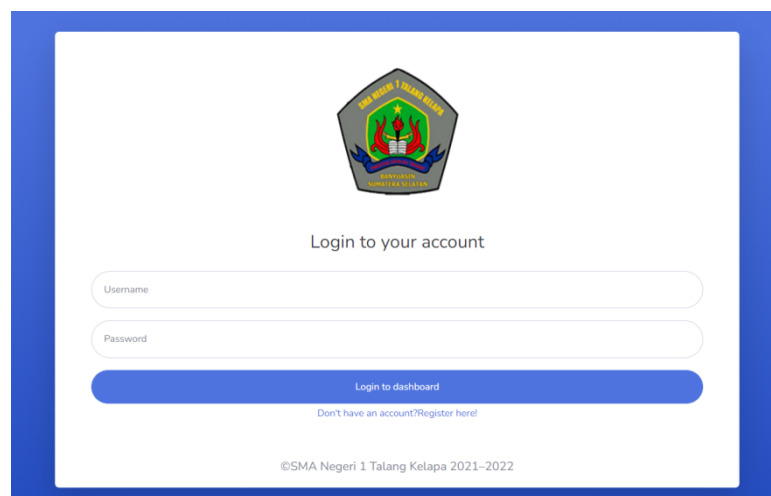 SMA NEGERI 1 TALANG KELAPA
BANYUASIN
SUMATERA SELATAN
Login to your account
Username
Password
Login to dashboard
Don't have an account?Register here!
©SMA Negeri 1 Talang Kelapa 2021–2022